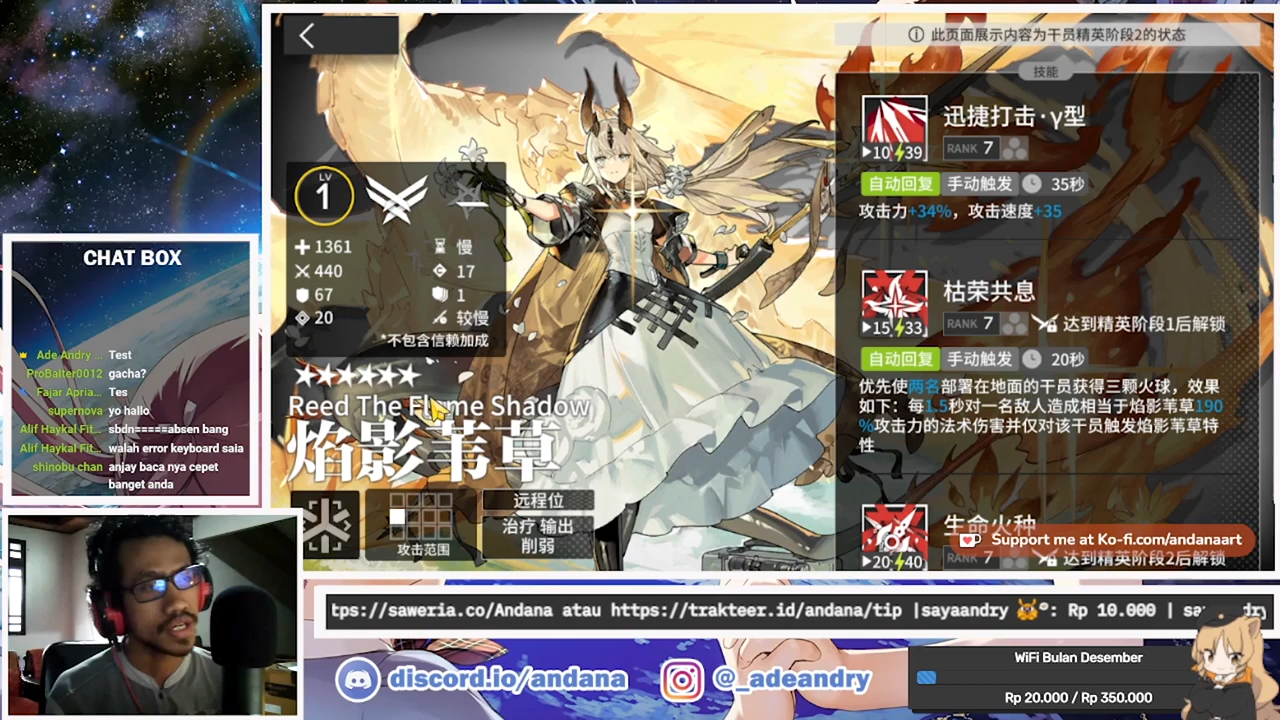 此页面展示内容为干员精英阶段2的状态
技能
LV
1
1361
慢
440
17
67
1
20
较慢
*不包含信赖加成
★★★★★★
Reed The Flame Shadow
焰影苇草
攻击范围
远程位
治疗 输出
削弱
迅捷打击·γ型
10 39
RANK 7
自动回复 手动触发 35秒
攻击力+34%，攻击速度+35
枯荣共息
15 33
RANK 7 达到精英阶段1后解锁
自动回复 手动触发 20秒
优先使两名部署在地面的干员获得三颗火球，效果
如下：每1.5秒对一名敌人造成相当于焰影苇草190
%攻击力的法术伤害并仅对该干员触发焰影苇草特
性
生命火种
20 40
RANK 7 达到精英阶段2后解锁
Support me at Ko-fi.com/andanaart
CHAT BOX
Ade Andry ... Test
ProBaiter0012 gacha?
Fajar Apria... Tes
supernova yo hallo
Alif Haykal Fit... sbdn=====absen bang
Alif Haykal Fit... walah error keyboard saia
shinobu chan anjay baca nya cepet
banget anda
tps://saweria.co/Andana atau https://trakteer.id/andana/tip |sayaandry : Rp 10.000 |
discord.io/andana
@_adeandry
WiFi Bulan Desember
Rp 20.000 / Rp 350.000